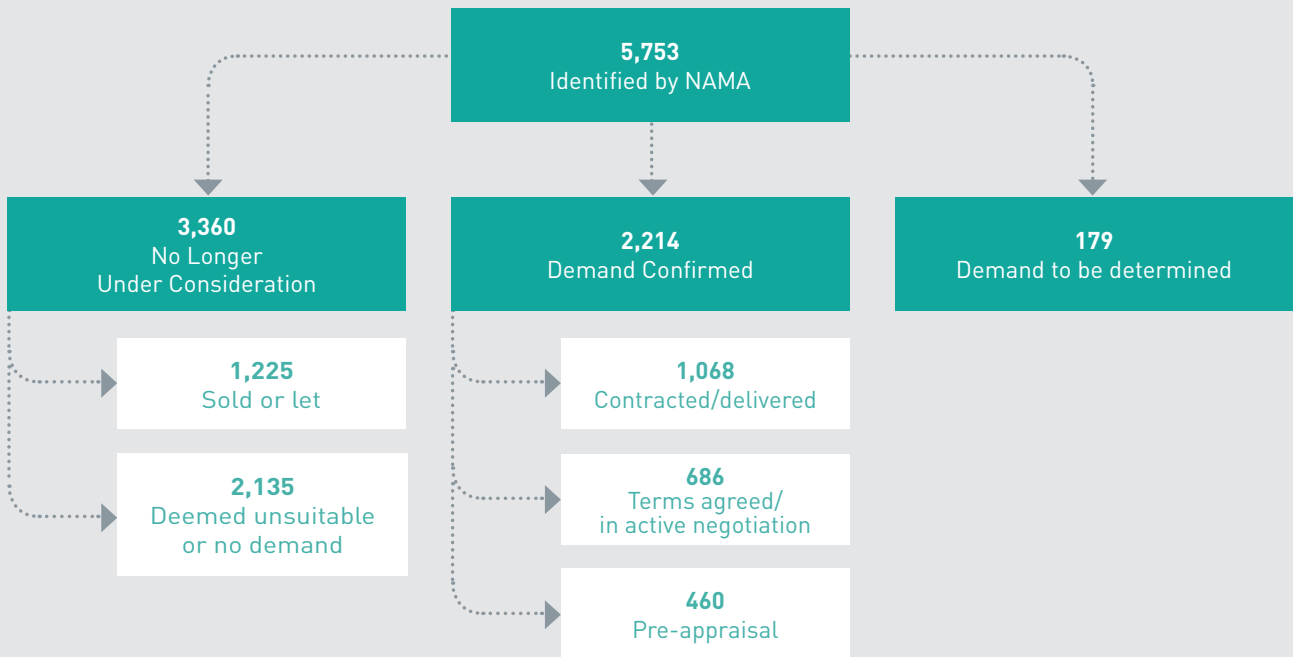 5,753
Identified by NAMA
3,360
No Longer
Under Consideration
2,214
Demand Confirmed
179
Demand to be determined
1,225
Sold or let
2,135
Deemed unsuitable
or no demand
1,068
Contracted/delivered
686
Terms agreed/
in active negotiation
460
Pre-appraisal